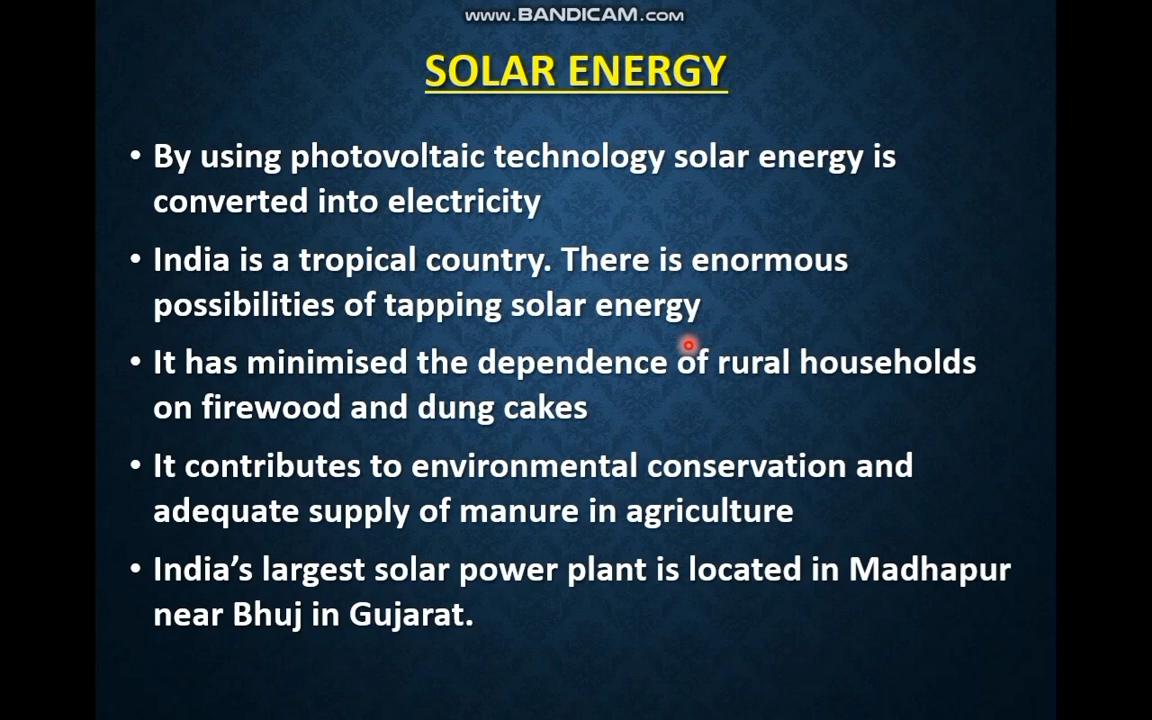 www.BANDICAM.com
SOLAR ENERGY
• By using photovoltaic technology solar energy is
converted into electricity
• India is a tropical country. There is enormous
possibilities of tapping solar energy
• It has minimised the dependence of rural households
on firewood and dung cakes
• It contributes to environmental conservation and
adequate supply of manure in agriculture
• India’s largest solar power plant is located in Madhapur
near Bhuj in Gujarat.